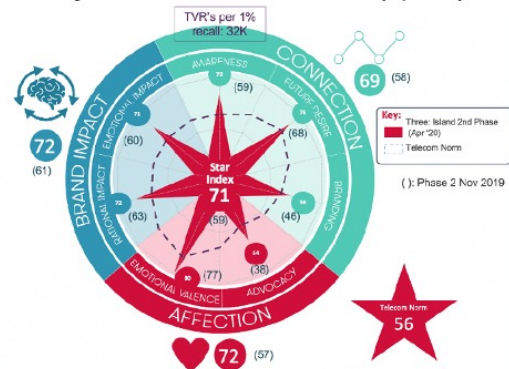 TVR's per 1%
recall: 32K
CONNECTION
69 (58)
AWARENESS
(59)
FUTURE DESIRE
(68)
BRANDING
(46)
BRAND IMPACT
72
(61)
EMOTIONAL IMPACT
71
(60)
RATIONAL IMPACT
72
(63)
Star
Index
71
(59)
Key:
Three: Island 2nd Phase
(Apr '20)
Telecom Norm
( ): Phase 2 Nov 2019
EMOTIONAL VALENCE
(77)
ADVOCACY
(38)
AFFECTION
72 (57)
Telecom Norm
56